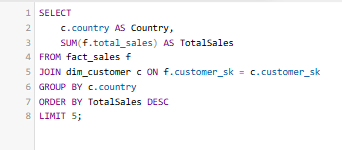 1 SELECT
2     c.country AS Country,
3     SUM(f.total_sales) AS TotalSales
4 FROM fact_sales f
5 JOIN dim_customer c ON f.customer_sk = c.customer_sk
6 GROUP BY c.country
7 ORDER BY TotalSales DESC
8 LIMIT 5;